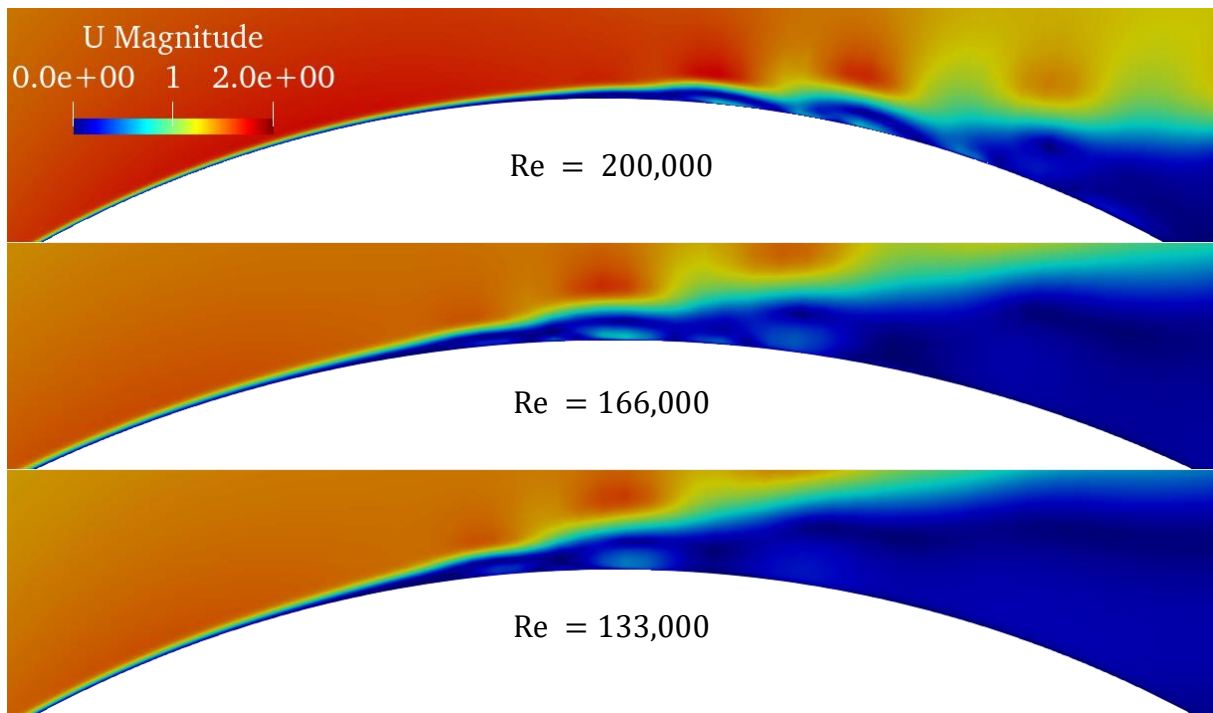 U Magnitude
0.0e+00 1 2.0e+00
Re = 200,000
Re = 166,000
Re = 133,000